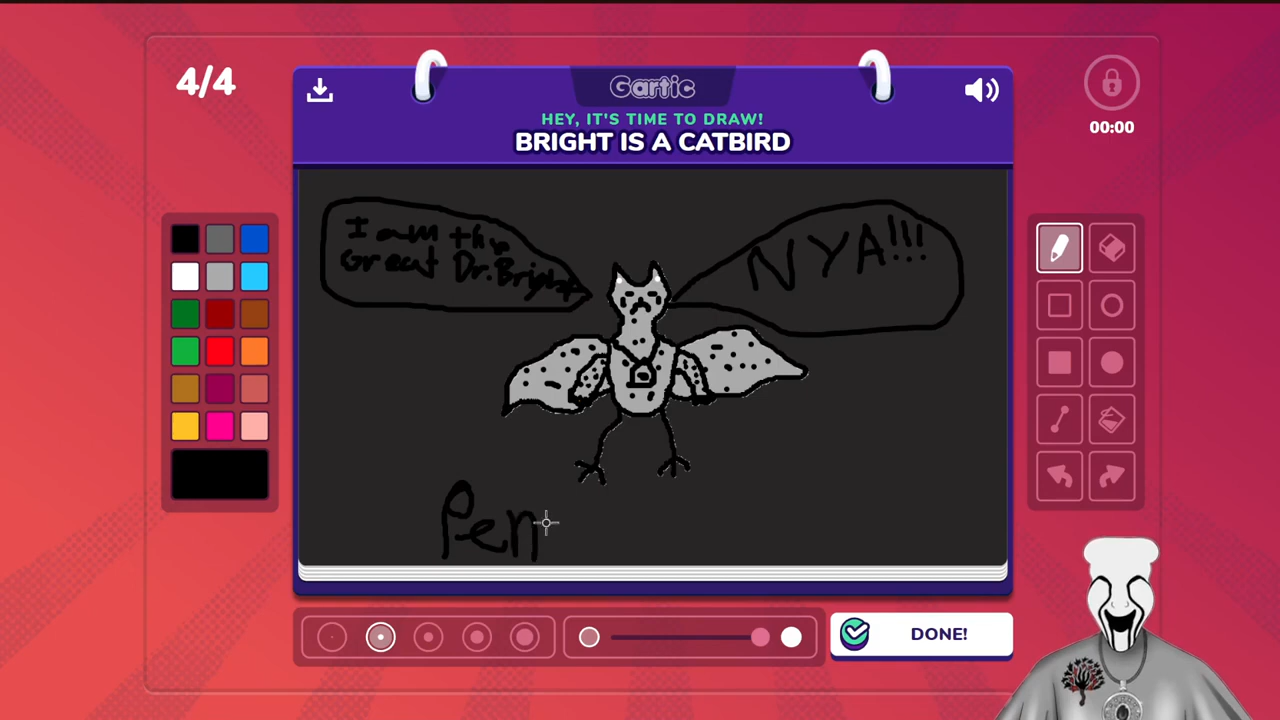 4/4
Gartic
HEY, IT'S TIME TO DRAW!
BRIGHT IS A CATBIRD
00:00
I am the
Great Dr. Bright
NYA!!!
Pen
DONE!